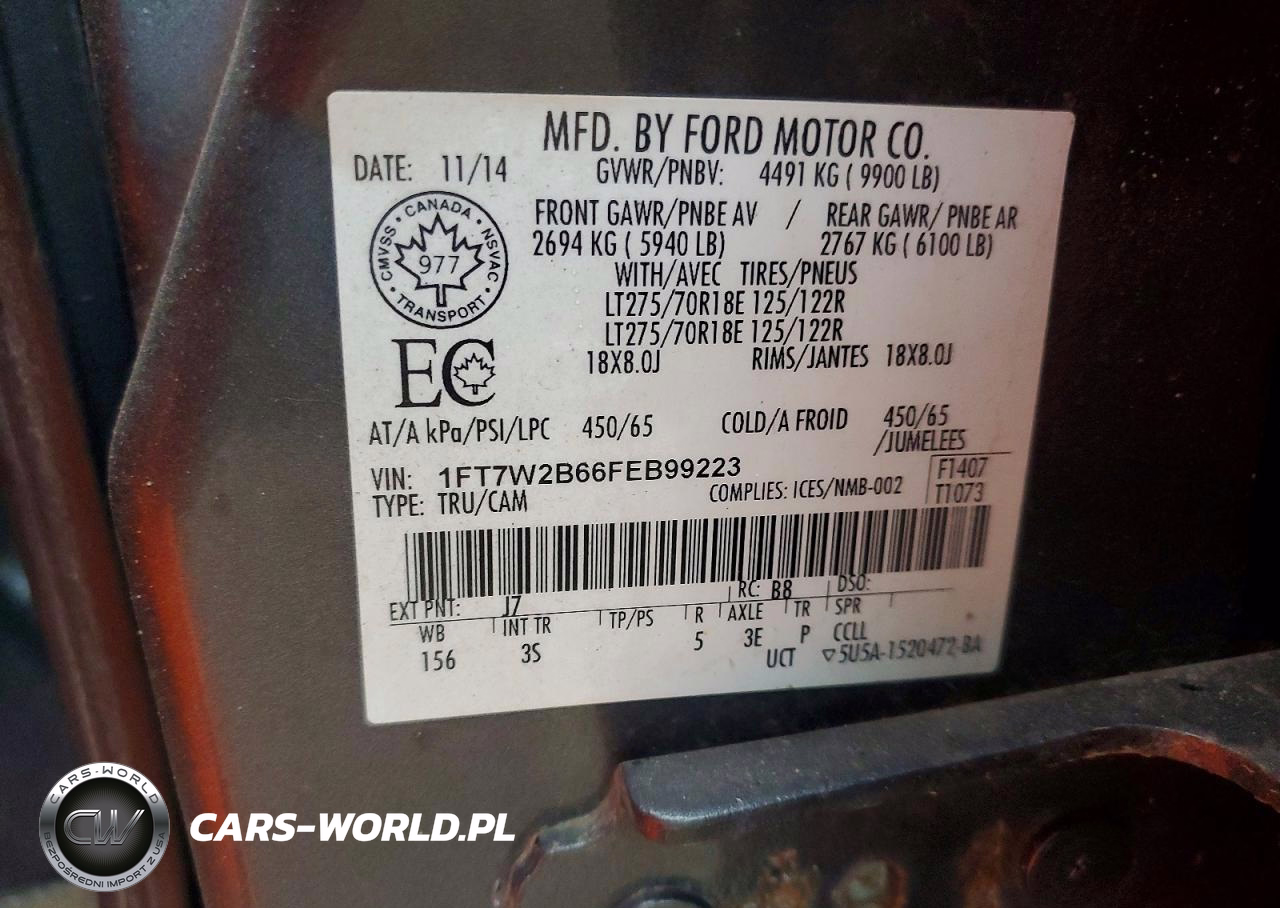 MFD. BY FORD MOTOR CO.
DATE: 11/14 GVWR/PNBV: 4491 KG ( 9900 LB)
FRONT GAWR/PNBE AV / REAR GAWR/ PNBE AR
2694 KG ( 5940 LB) 2767 KG ( 6100 LB)
WITH/AVEC TIRES/PNEUS
LT275/70R18E 125/122R
LT275/70R18E 125/122R
18X8.0J RIMS/JANTES 18X8.0J
CANADA
CMVSS NSVAC
977
TRANSPORT
EC
AT/A kPa/PSI/LPC 450/65 COLD/A FROID 450/65
/JUMELEES
VIN: 1FT7W2B66FEB99223 F1407
TYPE: TRU/CAM COMPLIES: ICES/NMB-002 T1073
EXT PNT: J7 RC: B8 DSO:
WB INT TR TP/PS R AXLE TR SPR
156 3S 5 3E P CCLL
UCT ▽5U5A-1520472-BA
CARS-WORLD
CW
BEZPOŚREDNI IMPORT Z USA
CARS-WORLD.PL